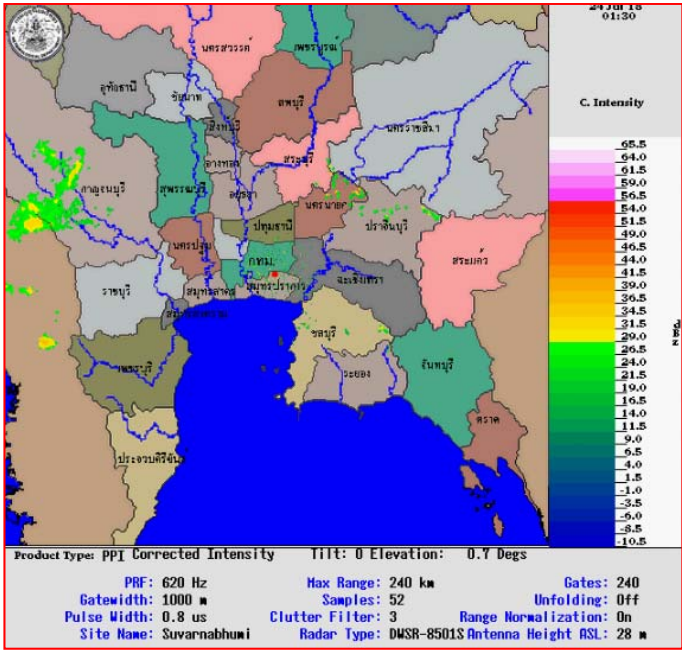 24 Jul 18
01:30
นครสวรรค์
เพชรบูรณ์
อุทัยธานี
ชัยนาท
ลพบุรี
สิงห์บุรี
นครราชสีมา
อ่างทอง
สระบุรี
กาญจนบุรี
สุพรรณบุรี
อยุธยา
นครนายก
ปราจีนบุรี
ปทุมธานี
นครปฐม
สระแก้ว
กทม.
ราชบุรี
สมุทรสาคร
สมุทรปราการ
ฉะเชิงเทรา
ชลบุรี
เพชรบุรี
ระยอง
จันทบุรี
ตราด
ประจวบคีรีขันธ์
C. Intensity
65.5
64.0
61.5
59.0
56.5
54.0
51.5
49.0
46.5
44.0
41.5
39.0
36.5
34.0
31.5
29.0
26.5
24.0
21.5
19.0
16.5
14.0
11.5
9.0
6.5
4.0
1.5
-1.0
-3.5
-6.0
-8.5
-10.5
Product Type: PPI Corrected Intensity Tilt: 0 Elevation: 0.7 Degs
PRF: 620 Hz Max Range: 240 km Gates: 240
Gatewidth: 1000 m Samples: 52 Unfolding: Off
Pulse Width: 0.8 us Clutter Filter: 3 Range Normalization: On
Site Name: Suvarnabhumi Radar Type: DWSR-8501S Antenna Height ASL: 28 m